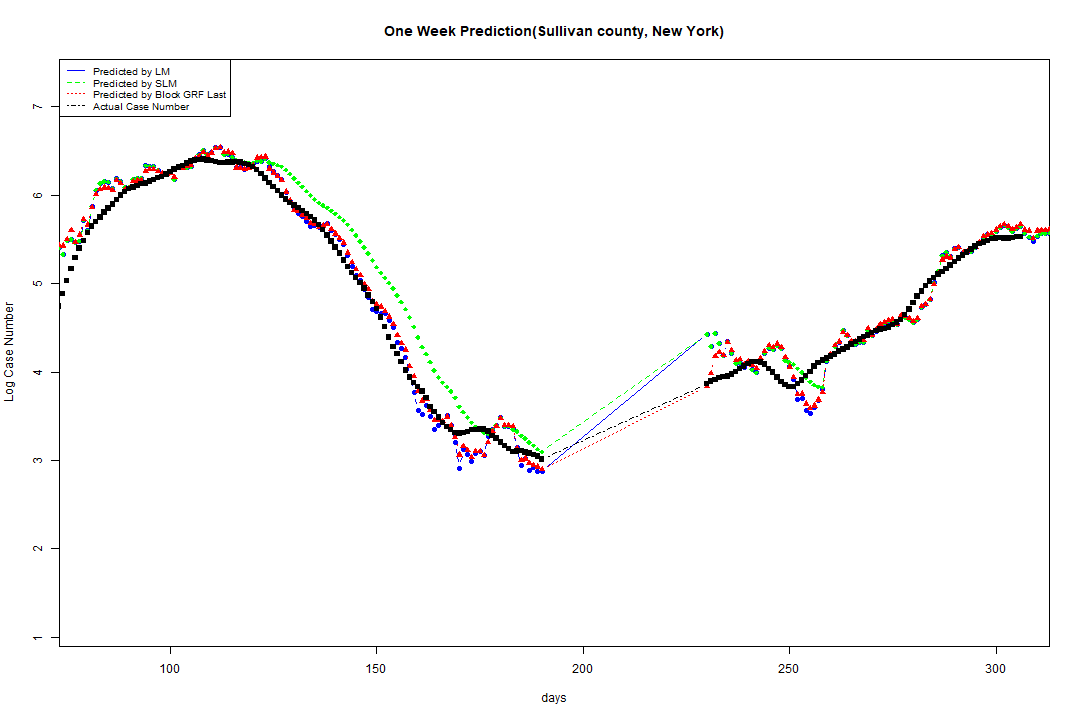 One Week Prediction(Sullivan county, New York)
Predicted by LM
Predicted by SLM
Predicted by Block GRF Last
Actual Case Number
7
6
5
4
3
2
1
Log Case Number
100 150 200 250 300
days